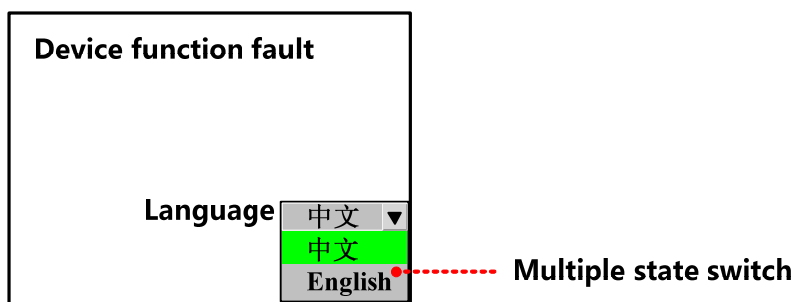 Device function fault
Language 中文
中文
English
Multiple state switch